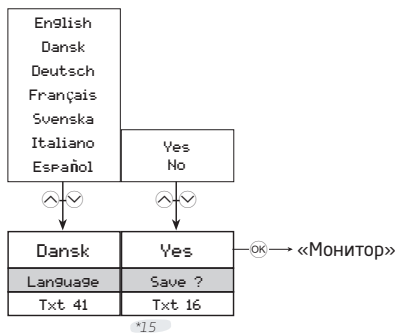 English
Dansk
Deutsch
Français
Svenska
Italiano
Español
Yes
No
Dansk
Yes
OK
«Монитор»
Language
Save ?
Txt 41
Txt 16
*15